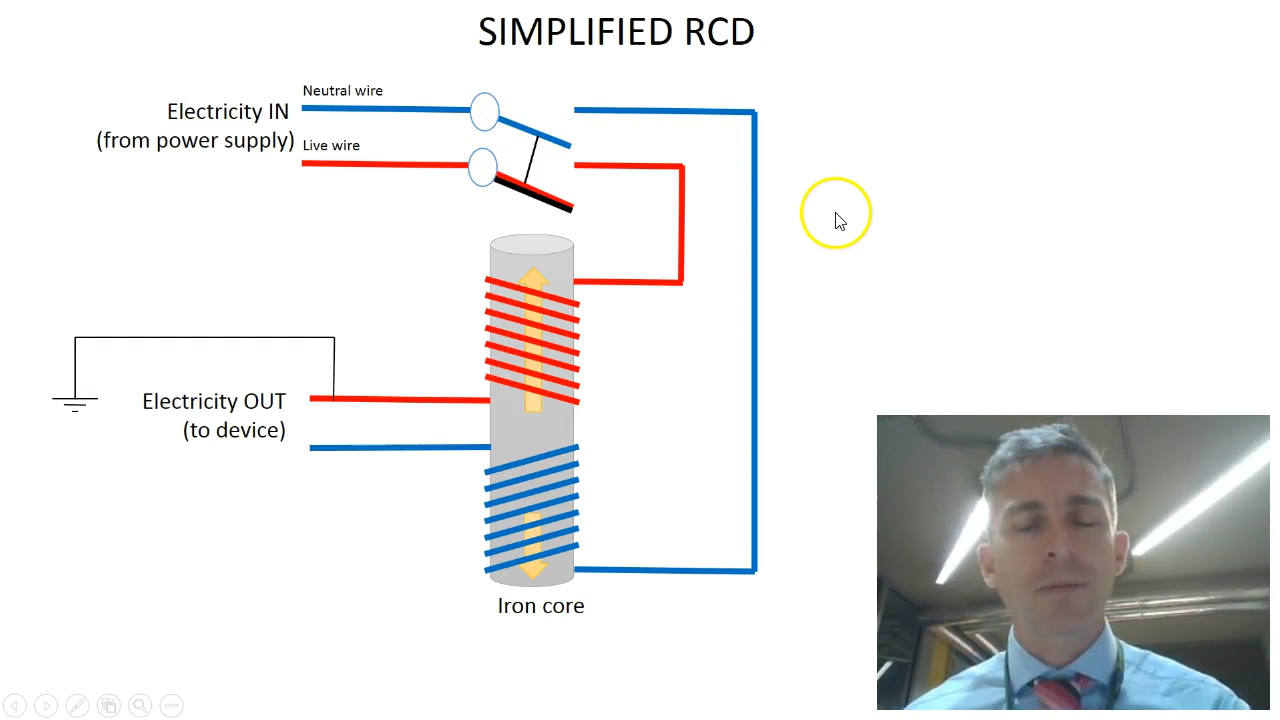 SIMPLIFIED RCD
Neutral wire
Electricity IN
(from power supply)
Live wire
Electricity OUT
(to device)
Iron core